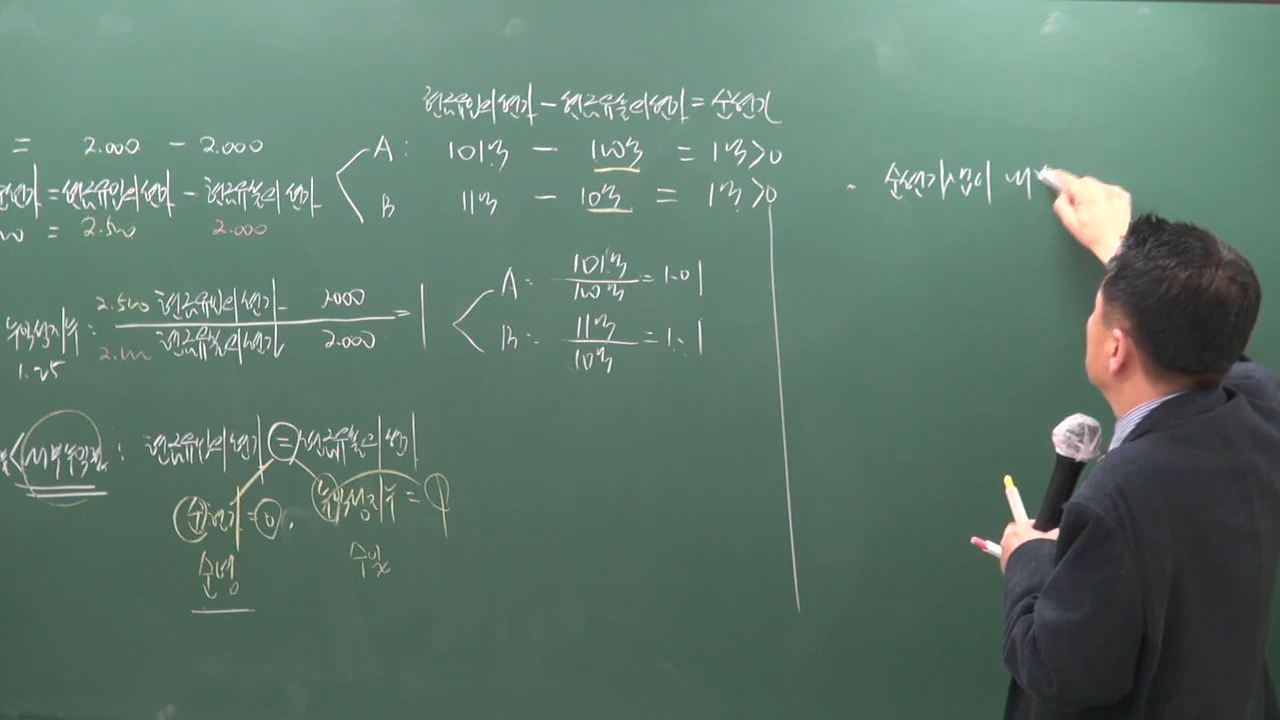 현금유입의현가 - 현금유출의현가 = 순현가
= 2.000 - 2.000
A : 101억 - 100억 = 1억>0
순현가 = 현금유입의현가 - 현금유출의현가
B 11억 - 10억 = 1억>0
- 순현가법이 내
= 2.500 2.000
2.500 현금유입의현가 2000
수익성지수 : = 1
2.000 현금유출의현가 2.000
1.25
A - 101억 / 100억 = 1.01
B - 11억 / 10억 = 1.1
내부수익률 : 현금유입의현가 = 현금유출의현가
순현가 = 0 . 수익성지수 = 1
순영
수일